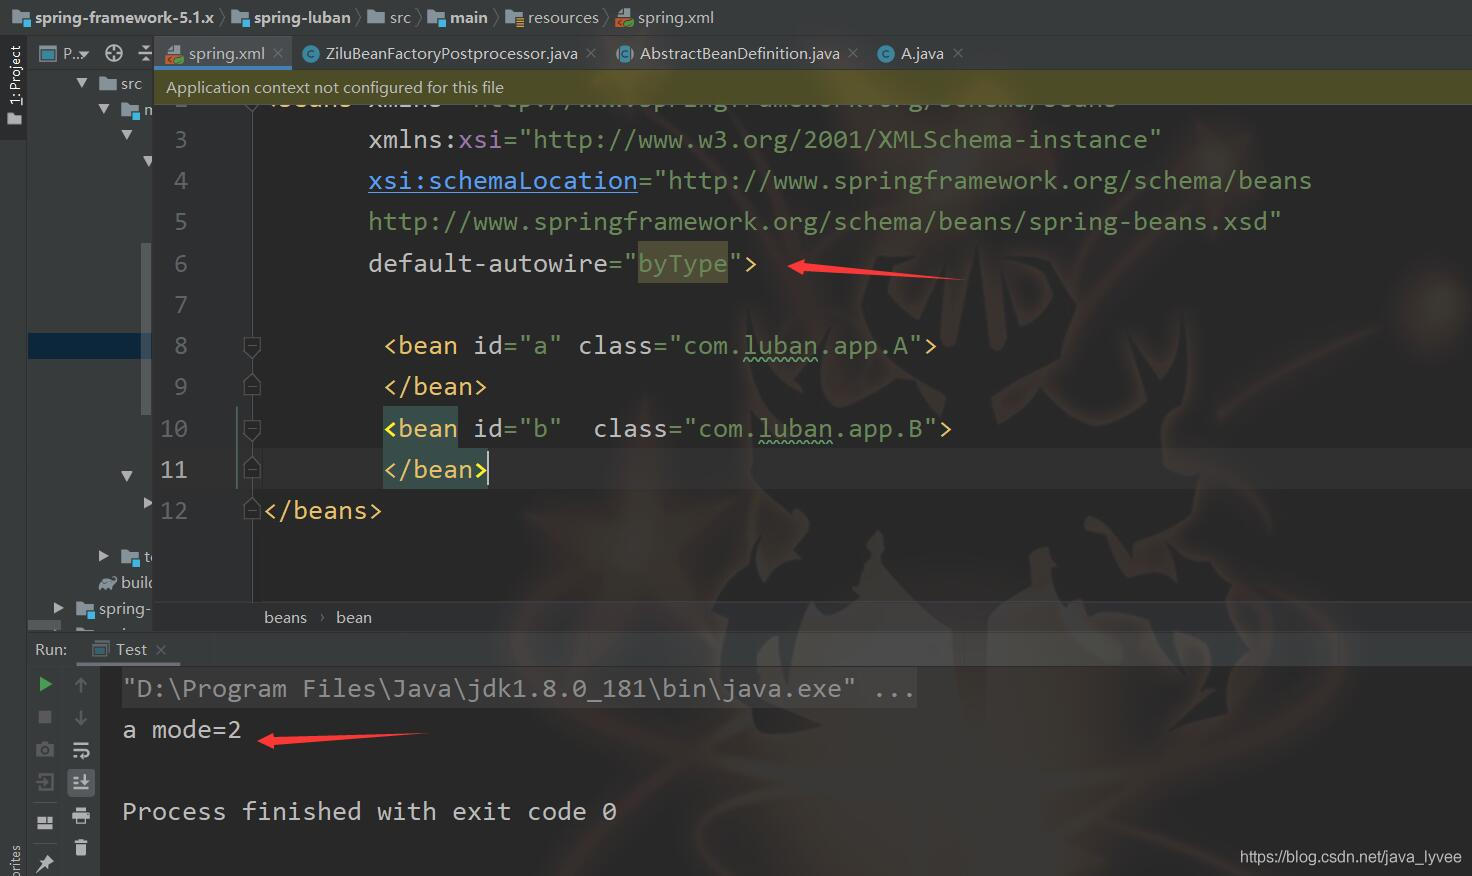 spring-framework-5.1.x spring-luban src main resources spring.xml
1: Project
P...
spring.xml ZiluBeanFactoryPostprocessor.java AbstractBeanDefinition.java A.java
Application context not configured for this file
src
build
spring-
3 xmlns:xsi="http://www.w3.org/2001/XMLSchema-instance"
4 xsi:schemaLocation="http://www.springframework.org/schema/beans
5 http://www.springframework.org/schema/beans/spring-beans.xsd"
6 default-autowire="byType">
7
8 <bean id="a" class="com.luban.app.A">
9 </bean>
10 <bean id="b"  class="com.luban.app.B">
11 </bean>
12 </beans>
beans › bean
Run: Test
"D:\Program Files\Java\jdk1.8.0_181\bin\java.exe" ...
a mode=2
Process finished with exit code 0
https://blog.csdn.net/java_lyvee